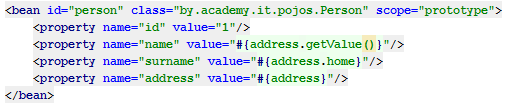 <bean id="person" class="by.academy.it.pojos.Person" scope="prototype">
<property name="id" value="1"/>
<property name="name" value="#{address.getValue()}"/>
<property name="surname" value="#{address.home}"/>
<property name="address" value="#{address}"/>
</bean>